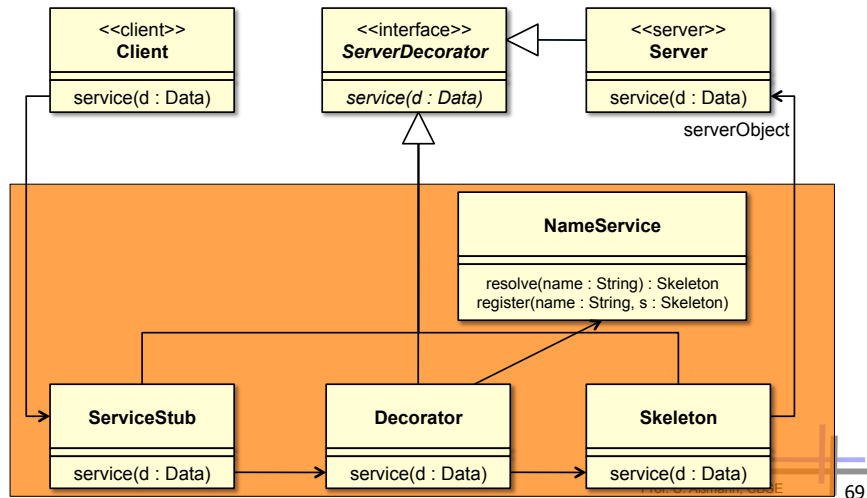 <<client>>
Client
service(d : Data)
<<interface>>
ServerDecorator
service(d : Data)
<<server>>
Server
service(d : Data)
serverObject
NameService
resolve(name : String) : Skeleton
register(name : String, s : Skeleton)
ServiceStub
service(d : Data)
Decorator
service(d : Data)
Skeleton
service(d : Data)
CBSE
69